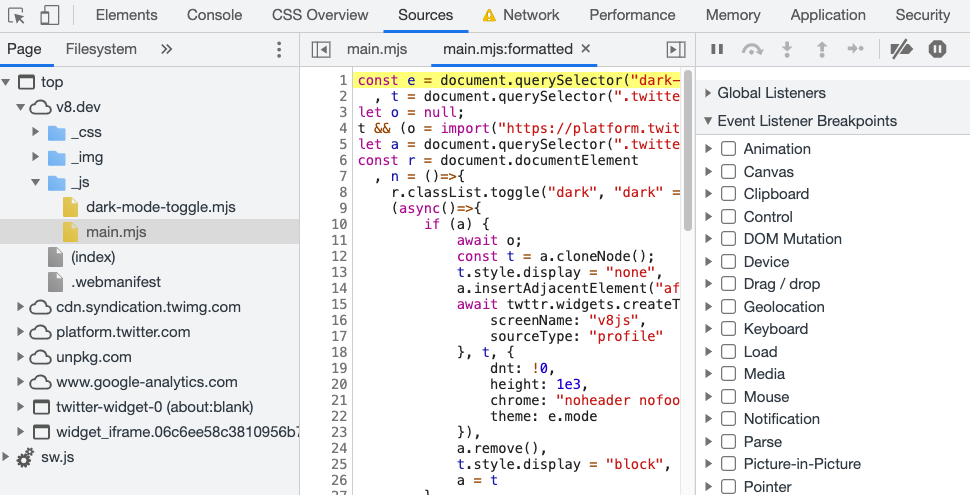 Elements Console CSS Overview Sources Network Performance Memory Application Security
Page Filesystem
top
v8.dev
_css
_img
_js
dark-mode-toggle.mjs
main.mjs
(index)
.webmanifest
cdn.syndication.twimg.com
platform.twitter.com
unpkg.com
www.google-analytics.com
twitter-widget-0 (about:blank)
widget_iframe.06c6ee58c3810956b7
sw.js
main.mjs main.mjs:formatted ×
1 const e = document.querySelector("dark-
2 , t = document.querySelector(".twitte
3 let o = null;
4 t && (o = import("https://platform.twit
5 let a = document.querySelector(".twitte
6 const r = document.documentElement
7 , n = ()=>{
8 r.classList.toggle("dark", "dark" =
9 (async()=>{
10 if (a) {
11 await o;
12 const t = a.cloneNode();
13 t.style.display = "none",
14 a.insertAdjacentElement("af
15 await twttr.widgets.createT
16 screenName: "v8js",
17 sourceType: "profile"
18 }, t, {
19 dnt: !0,
20 height: 1e3,
21 chrome: "noheader nofoo
22 theme: e.mode
23 }),
24 a.remove(),
25 t.style.display = "block",
26 a = t
27 }
Global Listeners
Event Listener Breakpoints
Animation
Canvas
Clipboard
Control
DOM Mutation
Device
Drag / drop
Geolocation
Keyboard
Load
Media
Mouse
Notification
Parse
Picture-in-Picture
Pointer